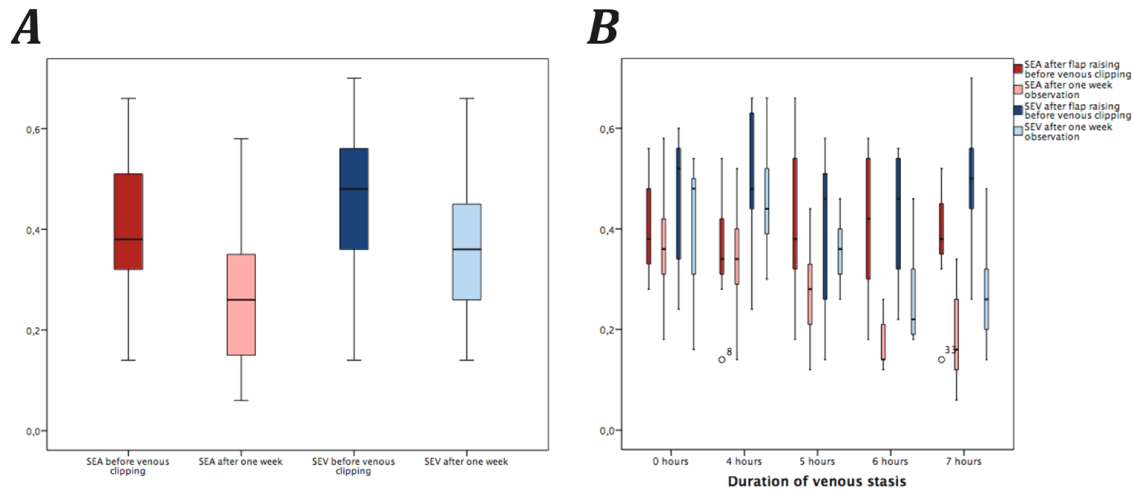 A
0,6
0,4
0,2
0,0
SEA before venous
clipping
SEA after one week
SEV before venous
clipping
SEV after one week
B
0,6
0,4
0,2
0,0
8
33
0 hours
4 hours
5 hours
6 hours
7 hours
Duration of venous stasis
SEA after flap raising
before venous clipping
SEA after one week
observation
SEV after flap raising
before venous clipping
SEV after one week
observation